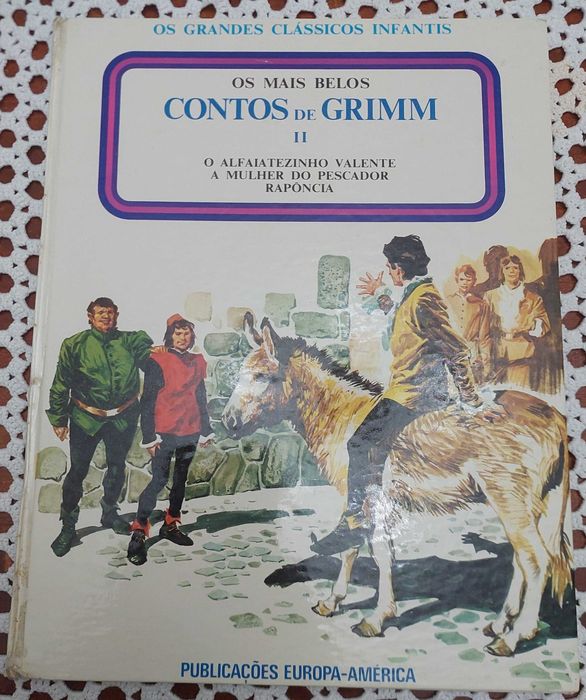 OS GRANDES CLÁSSICOS INFANTIS
OS MAIS BELOS
CONTOS DE GRIMM
II
O ALFAIATEZINHO VALENTE
A MULHER DO PESCADOR
RAPÔNCIA
PUBLICAÇÕES EUROPA-AMÉRICA